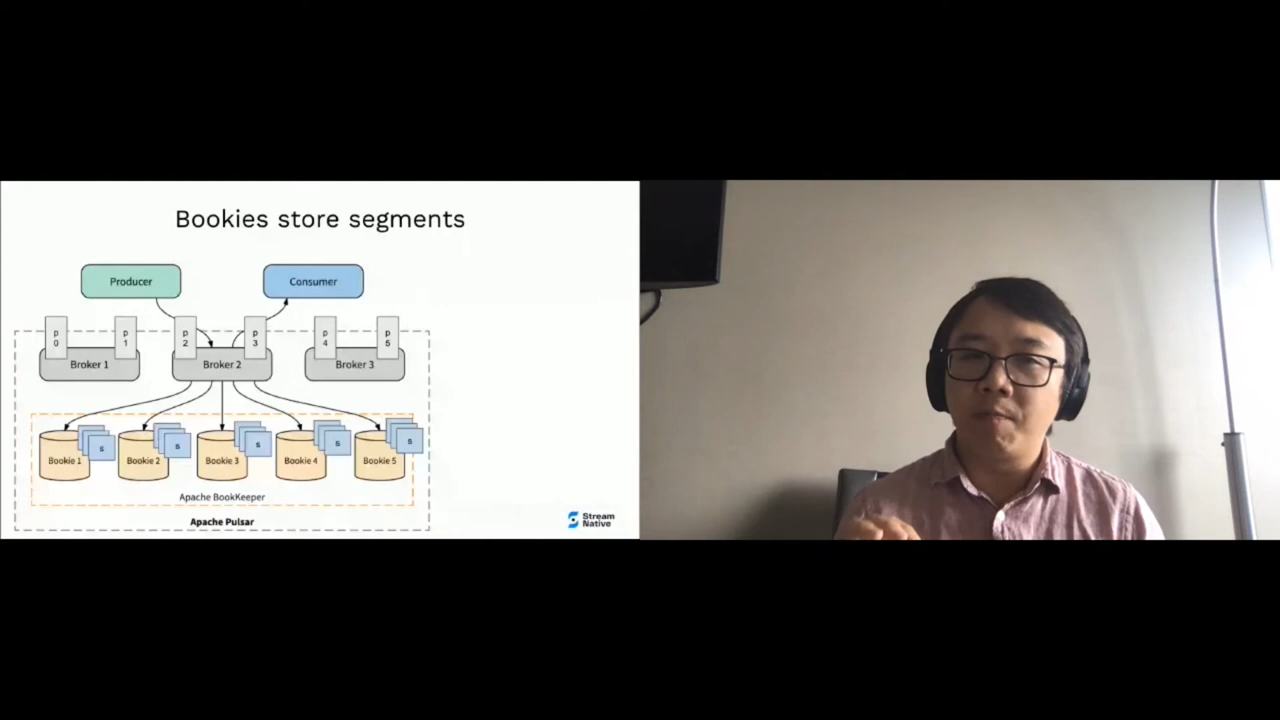 Bookies store segments
Producer
Consumer
p
0
p
1
p
2
p
3
p
4
p
5
Broker 1
Broker 2
Broker 3
s
s
s
s
s
Bookie 1
Bookie 2
Bookie 3
Bookie 4
Bookie 5
Apache BookKeeper
Apache Pulsar
Stream
Native